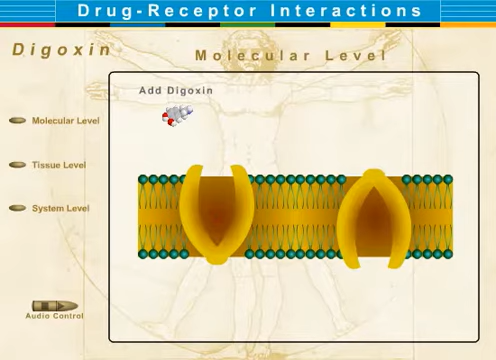 Drug-Receptor Interactions
Digoxin
Molecular Level
Add Digoxin
Molecular Level
Tissue Level
System Level
Audio Control